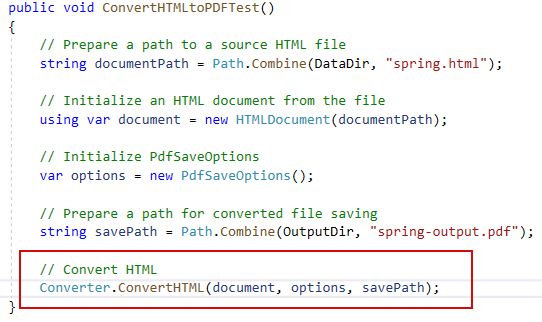 public void ConvertHTMLtoPDFTest()
{
// Prepare a path to a source HTML file
string documentPath = Path.Combine(DataDir, "spring.html");
// Initialize an HTML document from the file
using var document = new HTMLDocument(documentPath);
// Initialize PdfSaveOptions
var options = new PdfSaveOptions();
// Prepare a path for converted file saving
string savePath = Path.Combine(OutputDir, "spring-output.pdf");
// Convert HTML
Converter.ConvertHTML(document, options, savePath);
}